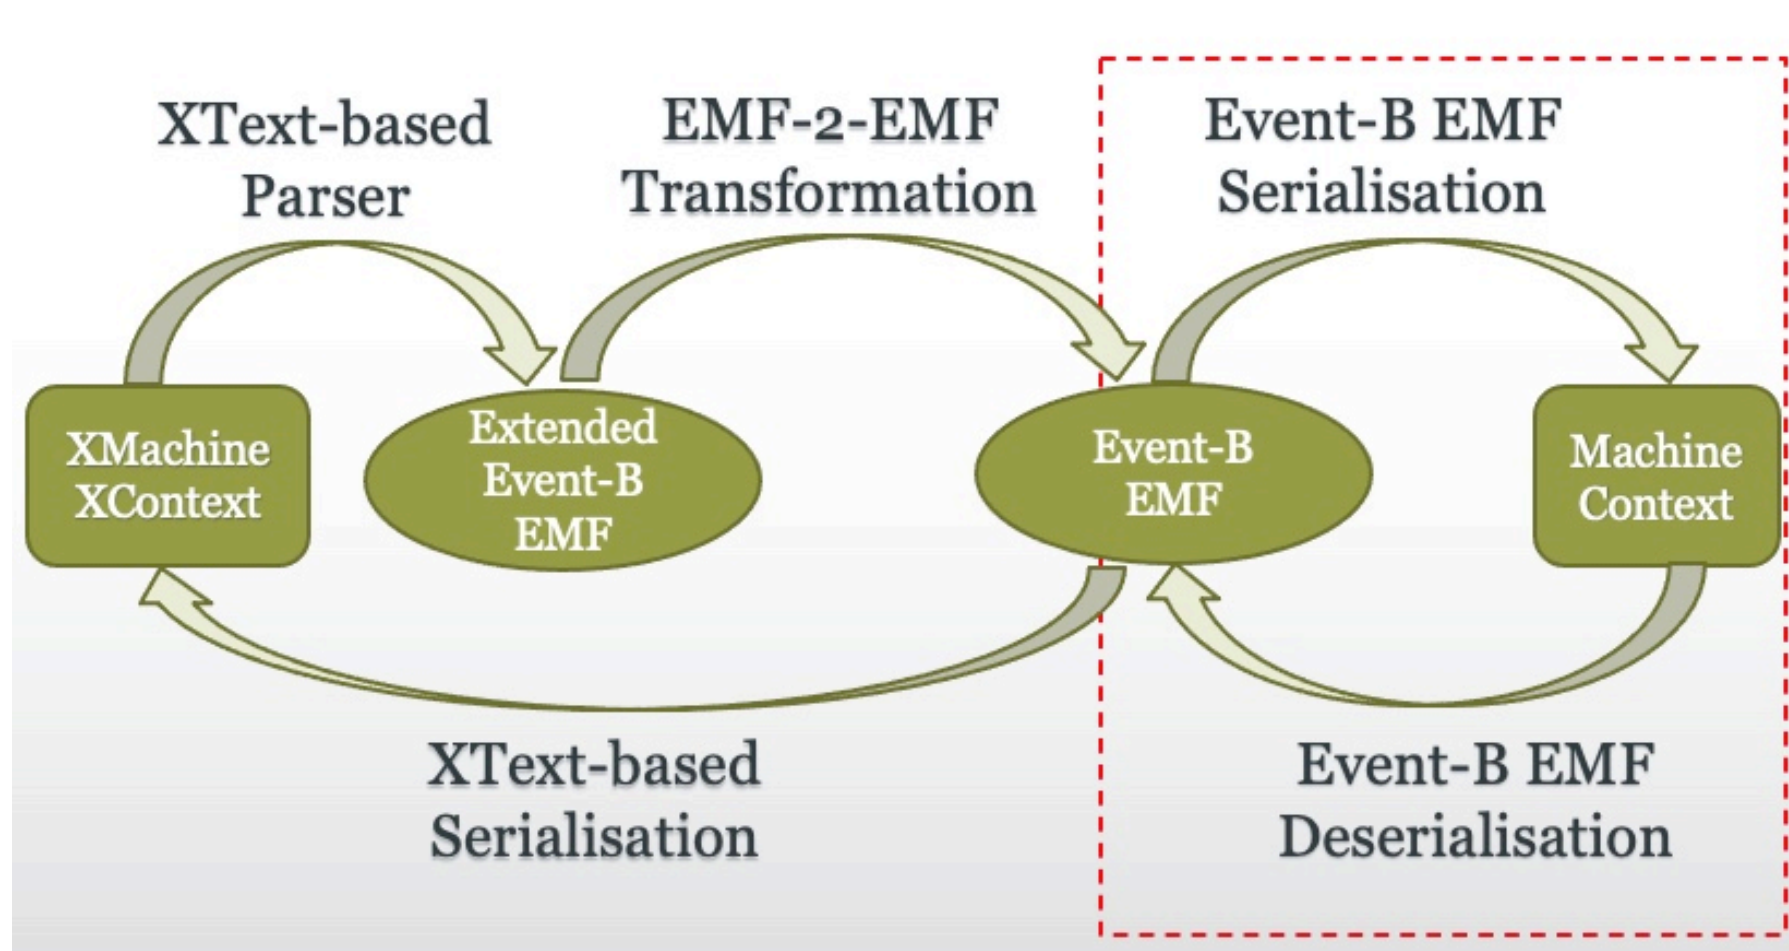 XText-based
Parser
EMF-2-EMF
Transformation
Event-B EMF
Serialisation
XMachine
XContext
Extended
Event-B
EMF
Event-B
EMF
Machine
Context
XText-based
Serialisation
Event-B EMF
Deserialisation